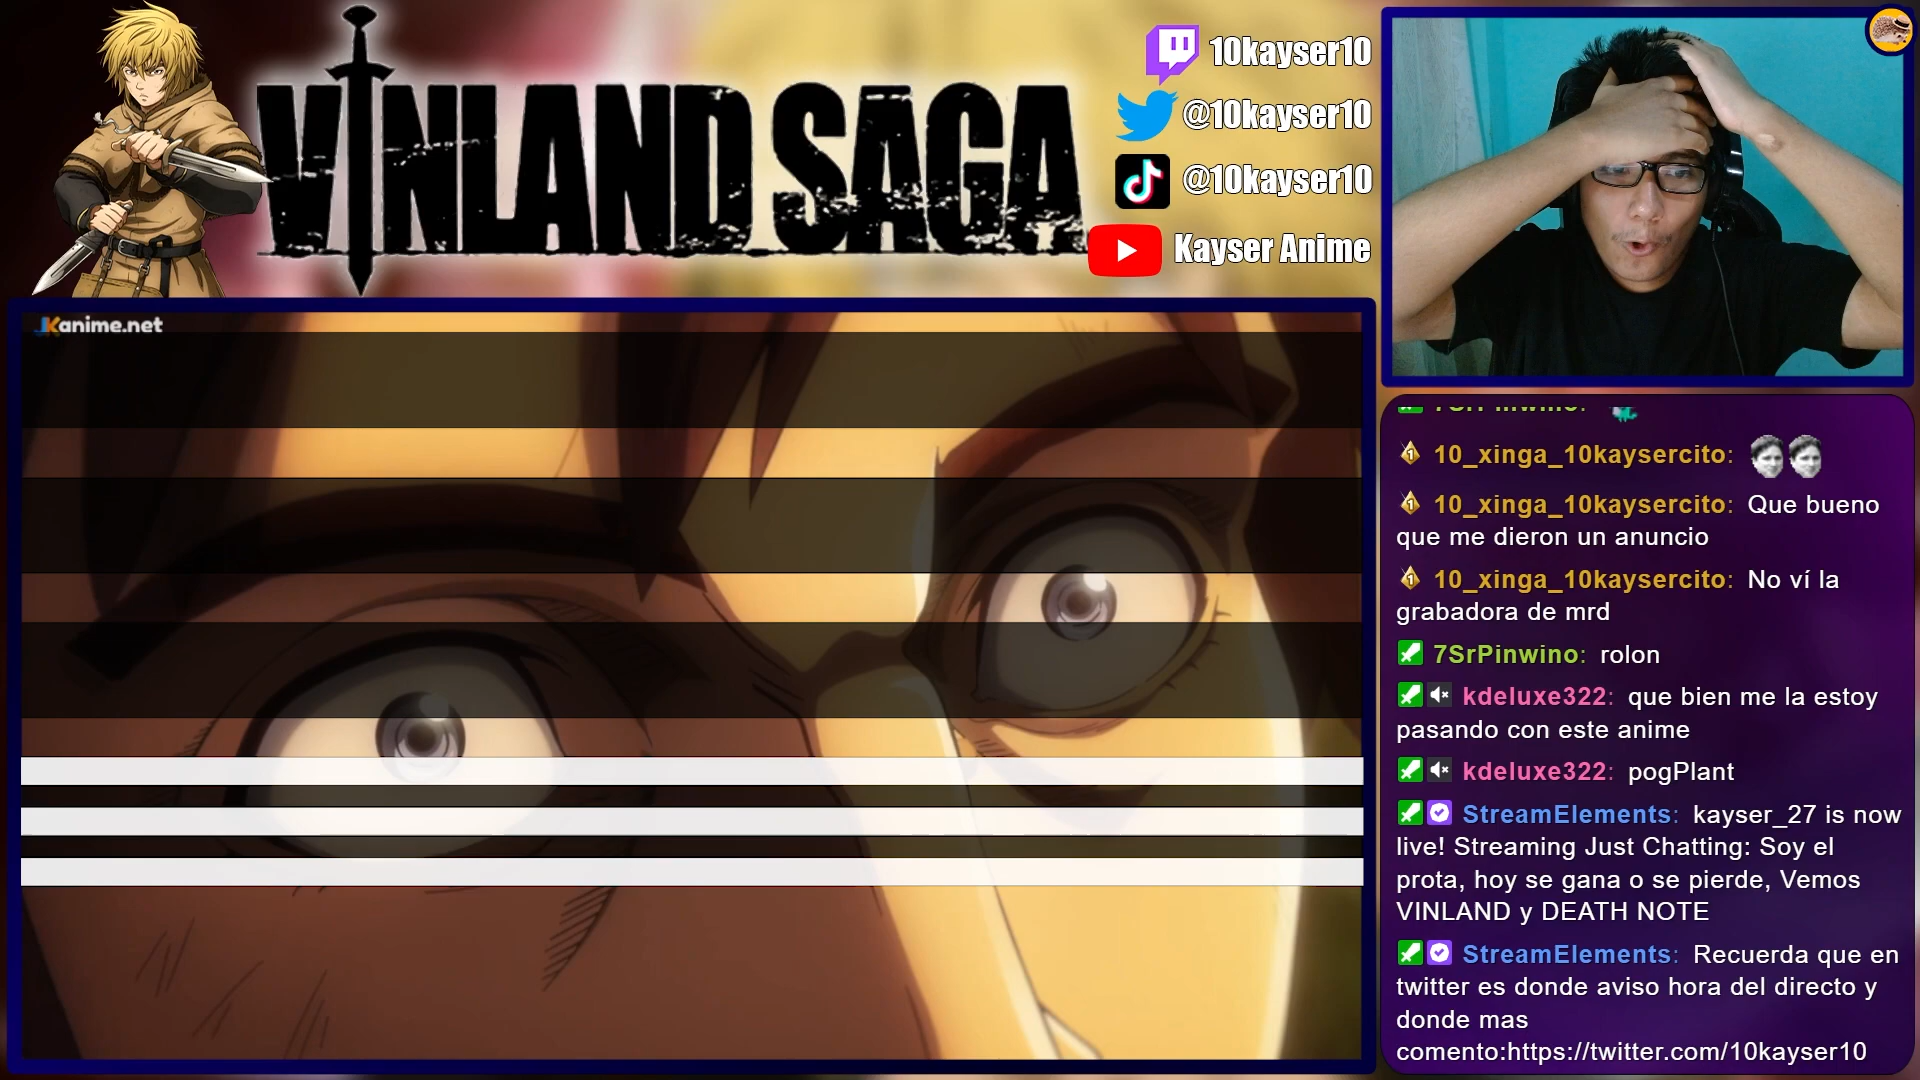 VINLAND SAGA
10kayser10
@10kayser10
@10kayser10
Kayser Anime
JKanime.net
10_xinga_10kaysercito:
10_xinga_10kaysercito: Que bueno
que me dieron un anuncio
10_xinga_10kaysercito: No ví la
grabadora de mrd
7SrPinwino: rolon
kdeluxe322: que bien me la estoy
pasando con este anime
kdeluxe322: pogPlant
StreamElements: kayser_27 is now
live! Streaming Just Chatting: Soy el
prota, hoy se gana o se pierde, Vemos
VINLAND y DEATH NOTE
StreamElements: Recuerda que en
twitter es donde aviso hora del directo y
donde mas
comento:https://twitter.com/10kayser10